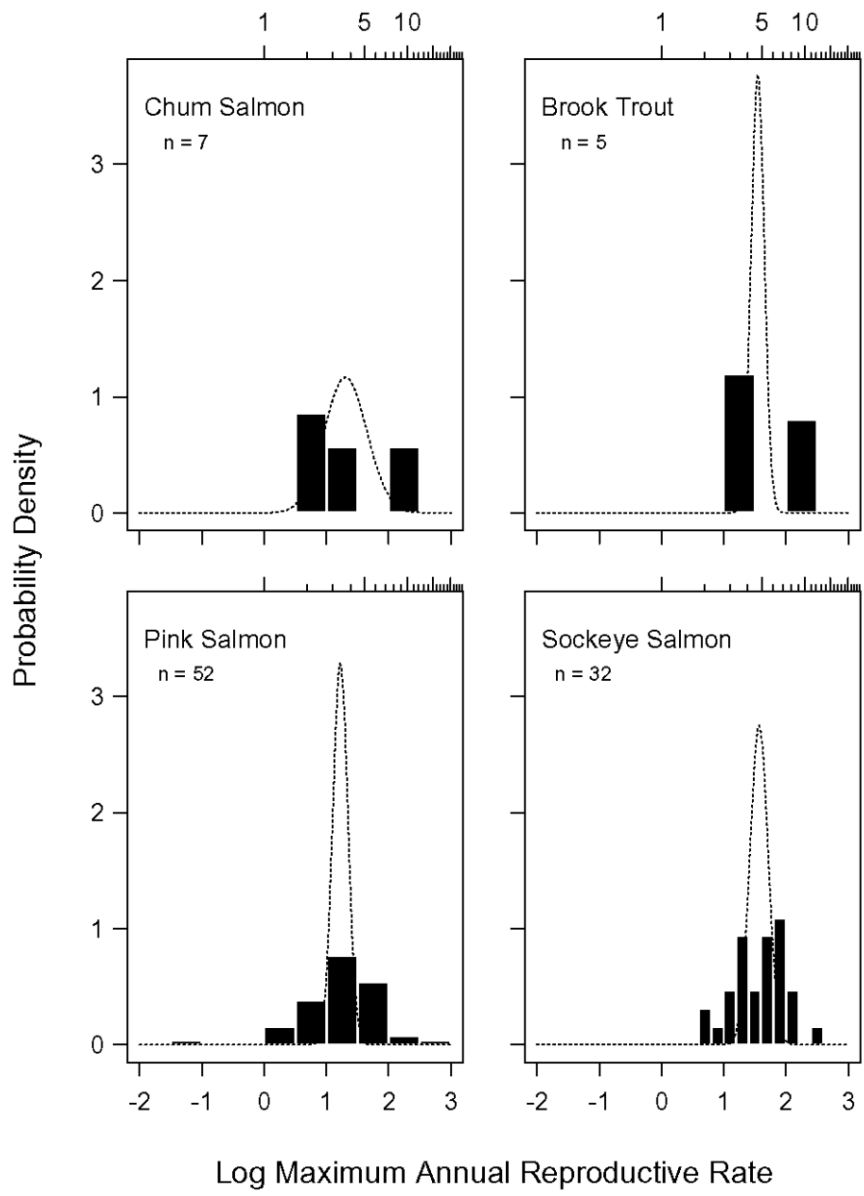 1 5 10 1 5 10
Chum Salmon
n = 7
Brook Trout
n = 5
3
2
1
0
Probability Density
Pink Salmon
n = 52
Sockeye Salmon
n = 32
3
2
1
0
-2 -1 0 1 2 3 -2 -1 0 1 2 3
Log Maximum Annual Reproductive Rate